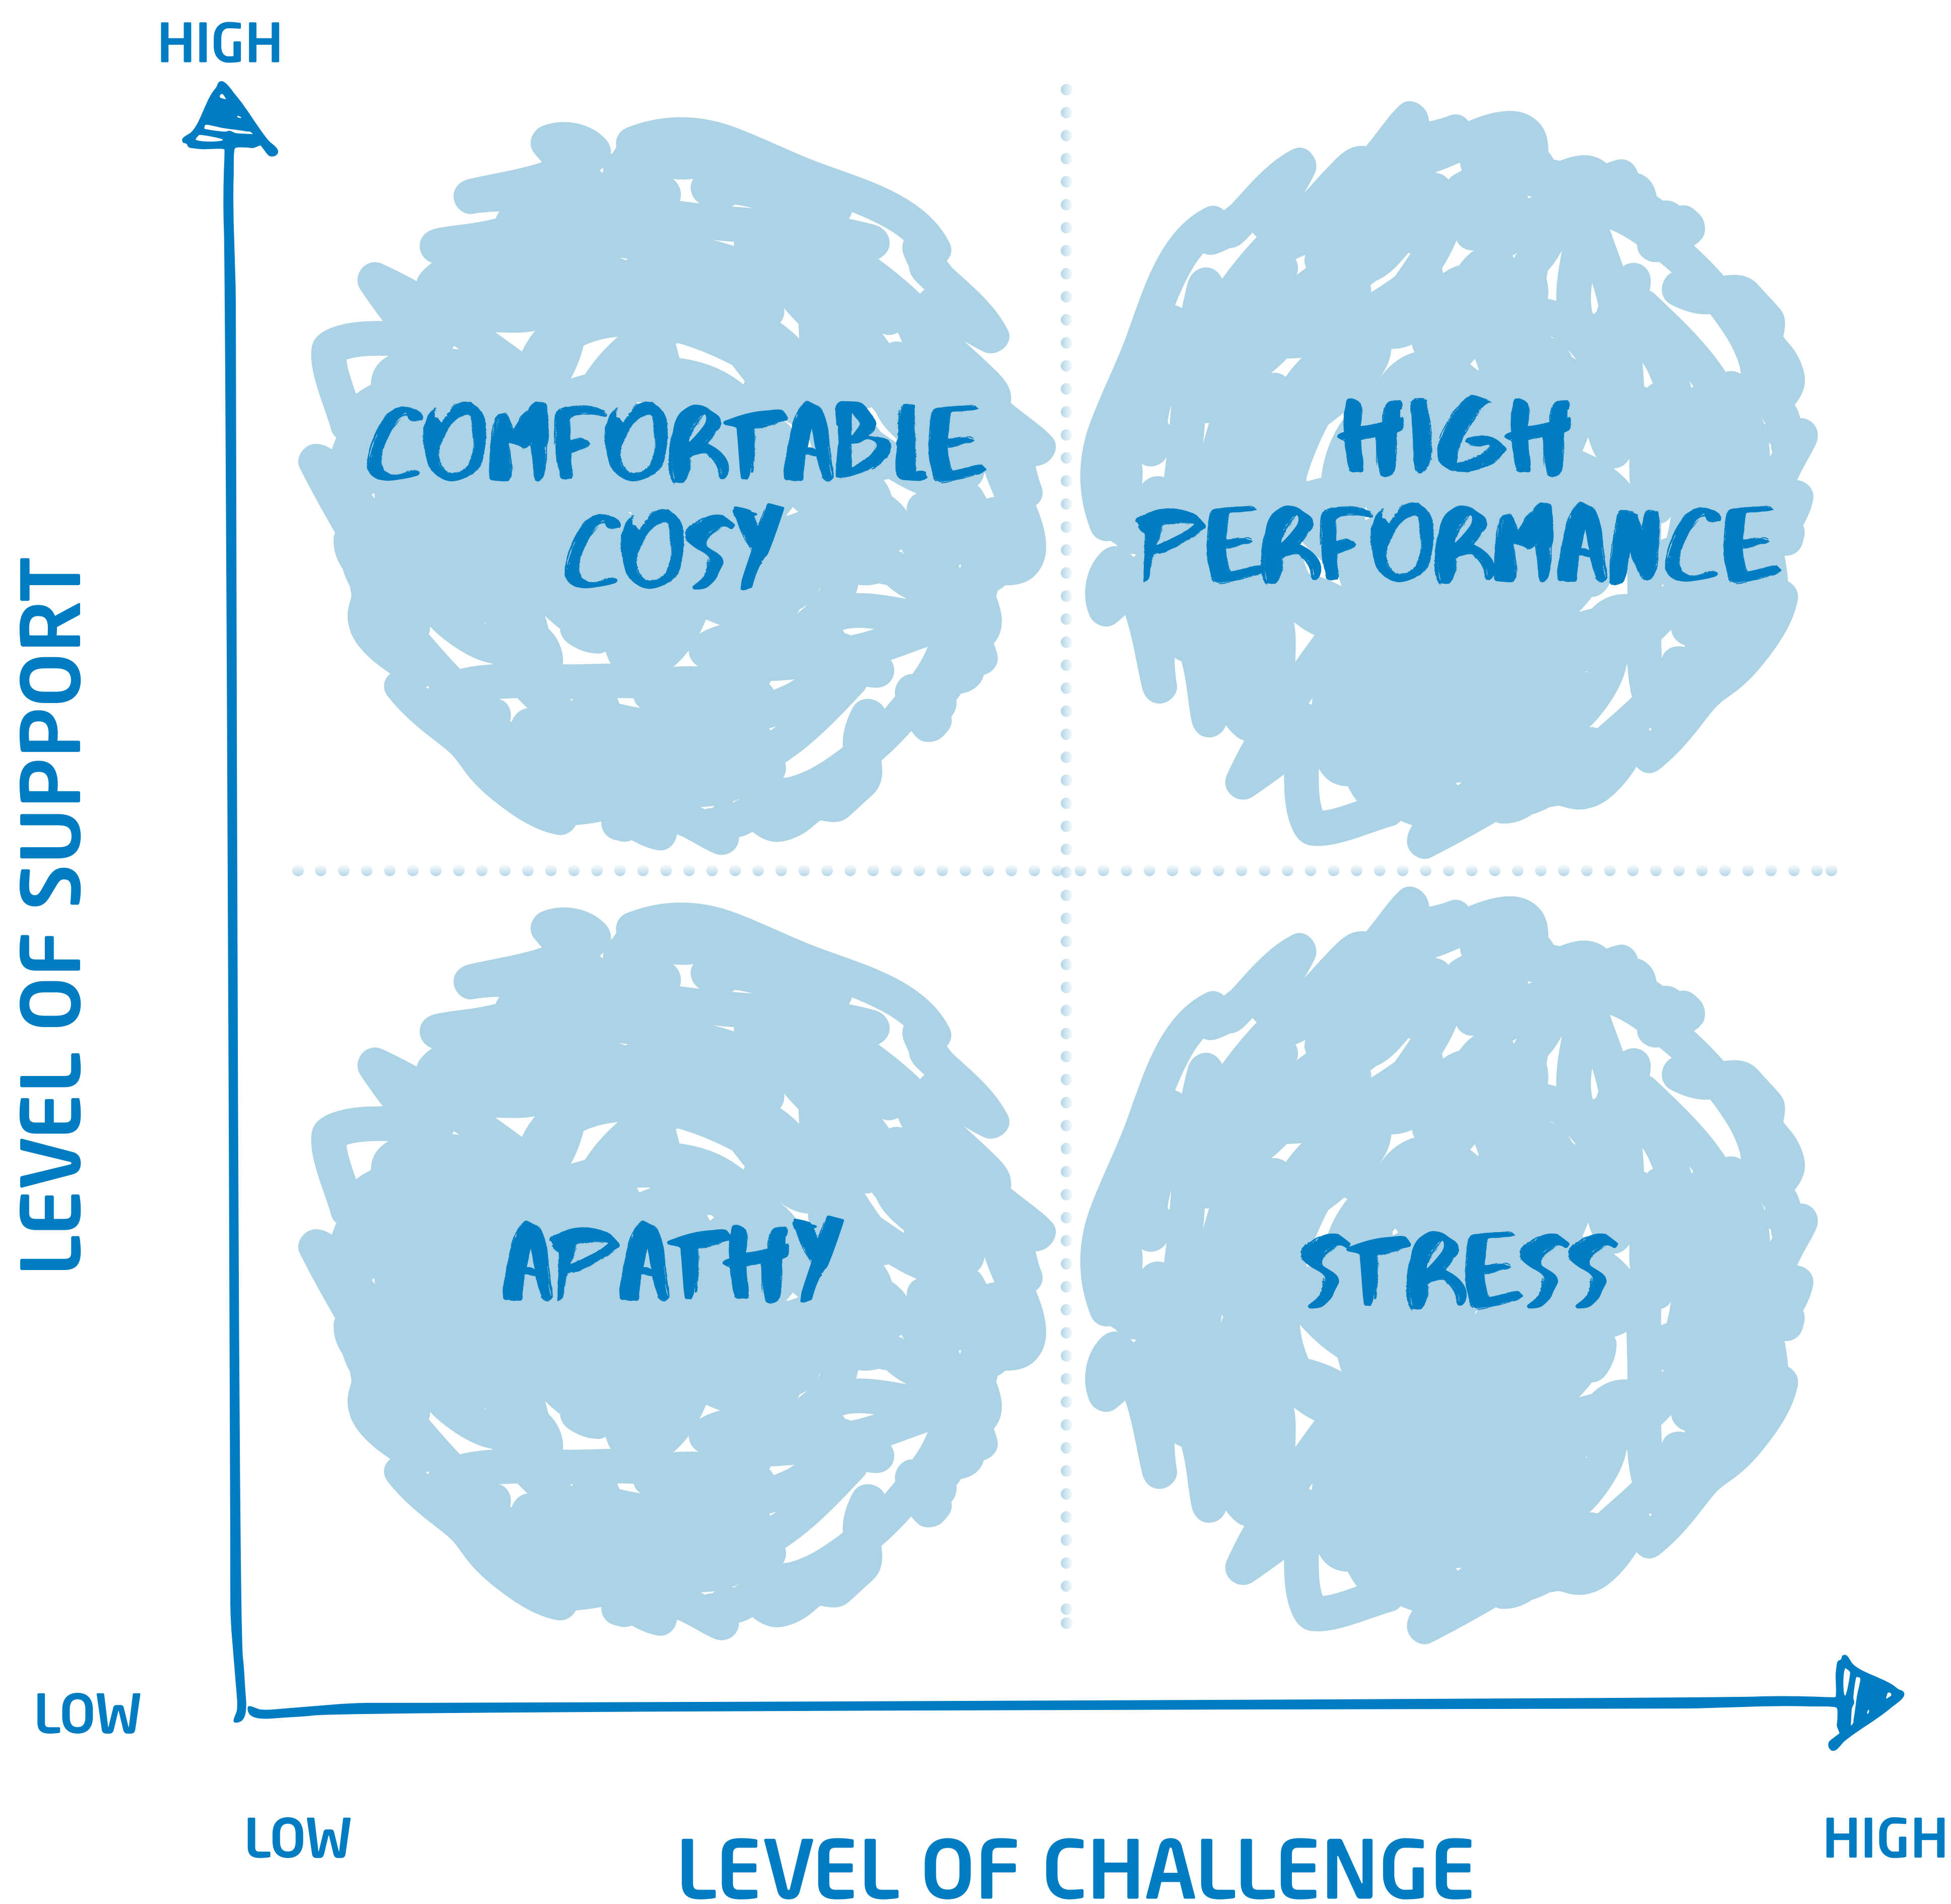 HIGH
LEVEL OF SUPPORT
COMFORTABLE
COSY
HIGH
PERFORMANCE
APATHY
STRESS
LOW
LOW
LEVEL OF CHALLENGE
HIGH